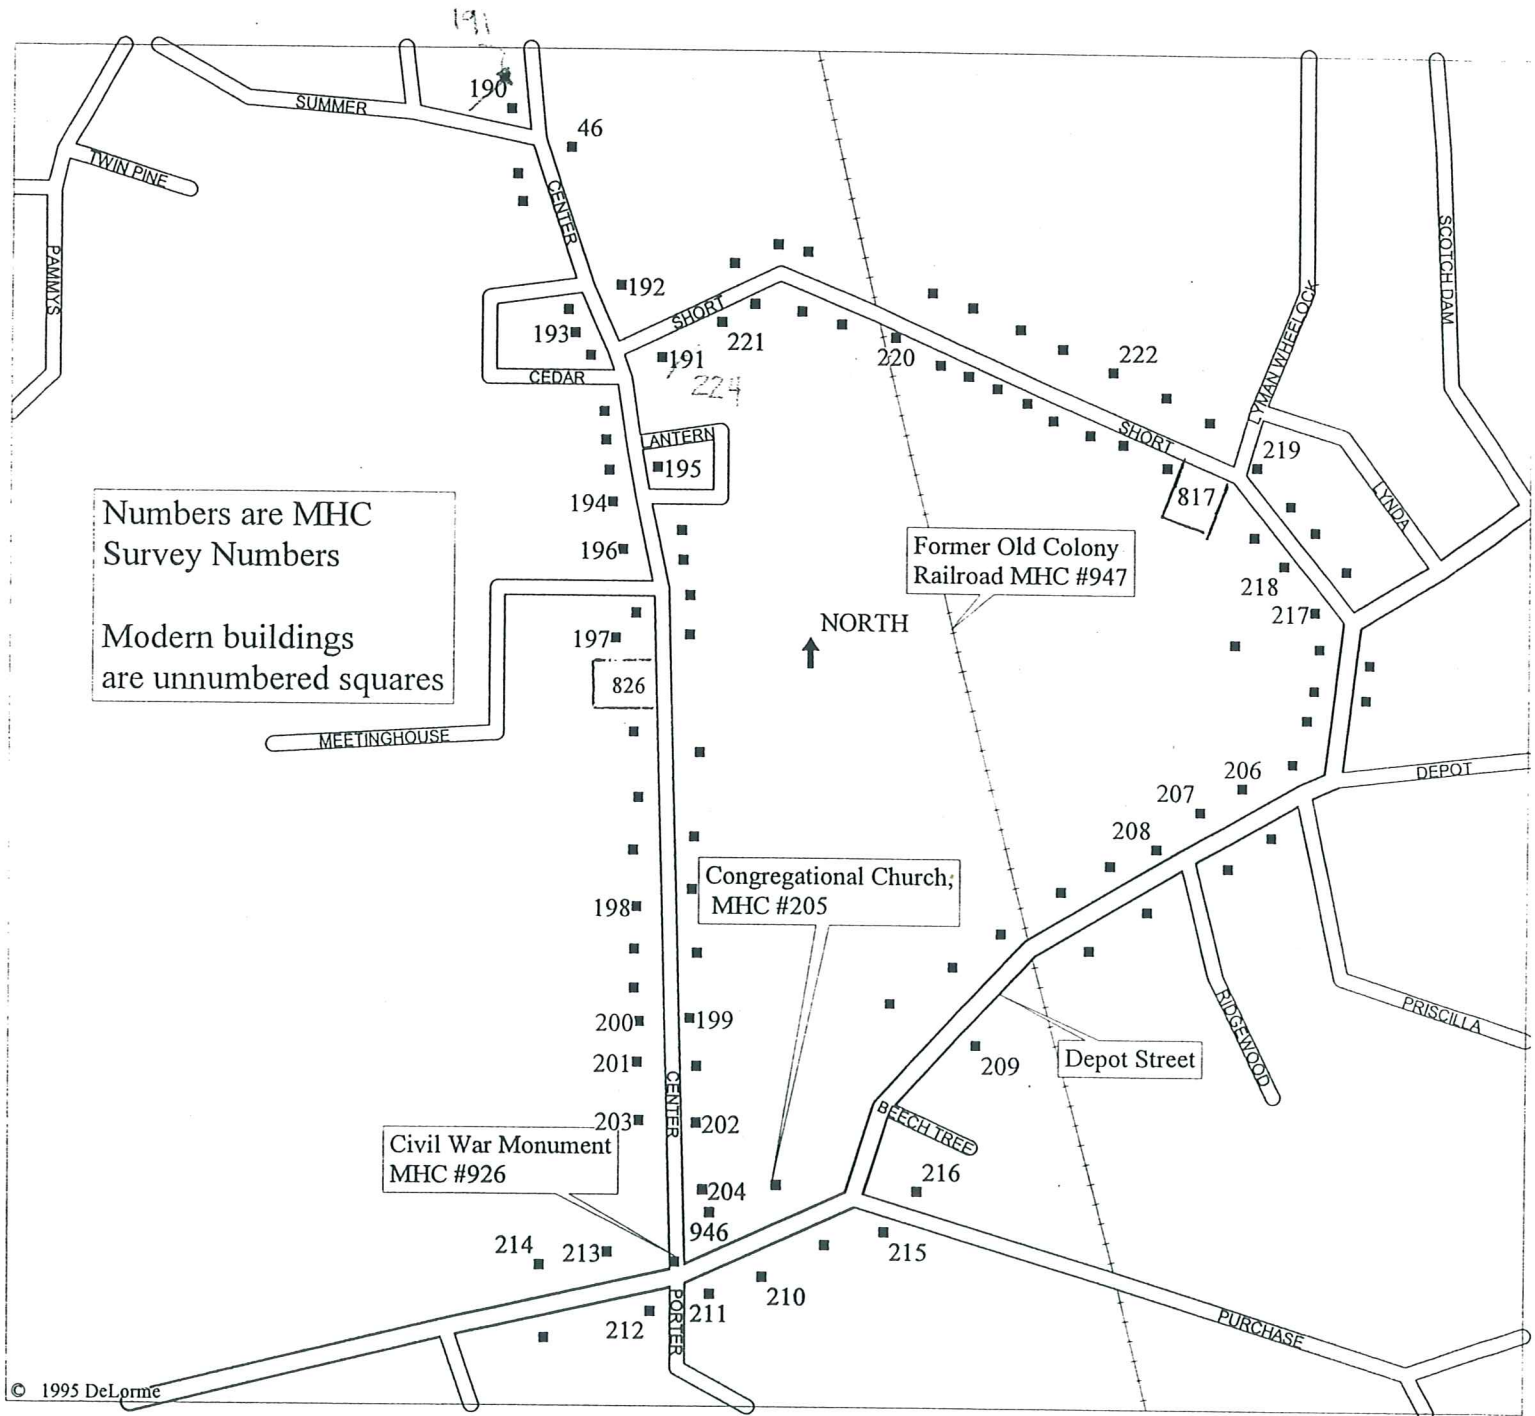 191
190
SUMMER
46
TWIN PINE
CENTER
PAMMYS
SCOTCH DAM
192
SHORT
LYMAN WHEELOCK
193
221
220
191
222
224
CEDAR
LANTERN
SHORT
195
219
194
817
LYNDA
Numbers are MHC
Survey Numbers
Modern buildings
are unnumbered squares
196
Former Old Colony
Railroad MHC #947
218
217
NORTH
197
826
MEETINGHOUSE
DEPOT
206
207
208
Congregational Church,
MHC #205
198
200
199
RIDGEWOOD
PRISCILLA
201
209
Depot Street
CENTER
203
202
BEECH TREE
Civil War Monument
MHC #926
204
216
946
214
213
215
210
211
212
PORTER
PURCHASE
© 1995 DeLorme